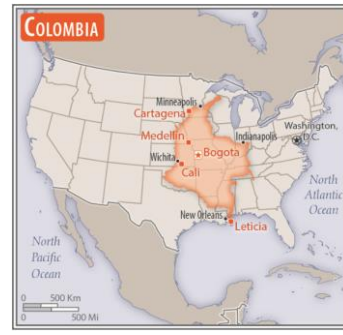 COLOMBIA
Minneapolis
Cartagena
Medellin
Indianapolis
Washington,
D.C.
Bogota
Wichita
Cali
New Orleans
Leticia
North
Pacific
Ocean
North
Atlantic
Ocean
0 500 Km
0 500 Mi